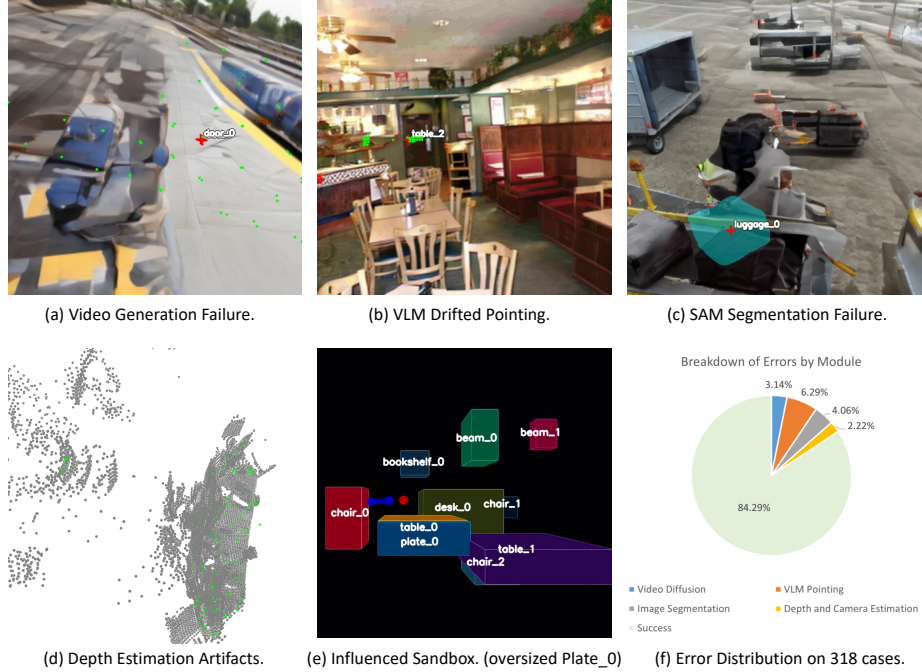 door_0
table_2
luggage_0
(a) Video Generation Failure.
(b) VLM Drifted Pointing.
(c) SAM Segmentation Failure.
beam_0
beam_1
bookshelf_0
chair_0
desk_0
chair_1
table_0
plate_0
table_1
chair_2
Breakdown of Errors by Module
3.14%
6.29%
4.06%
2.22%
84.29%
Video Diffusion
VLM Pointing
Image Segmentation
Depth and Camera Estimation
Success
(d) Depth Estimation Artifacts.
(e) Influenced Sandbox. (oversized Plate_0)
(f) Error Distribution on 318 cases.